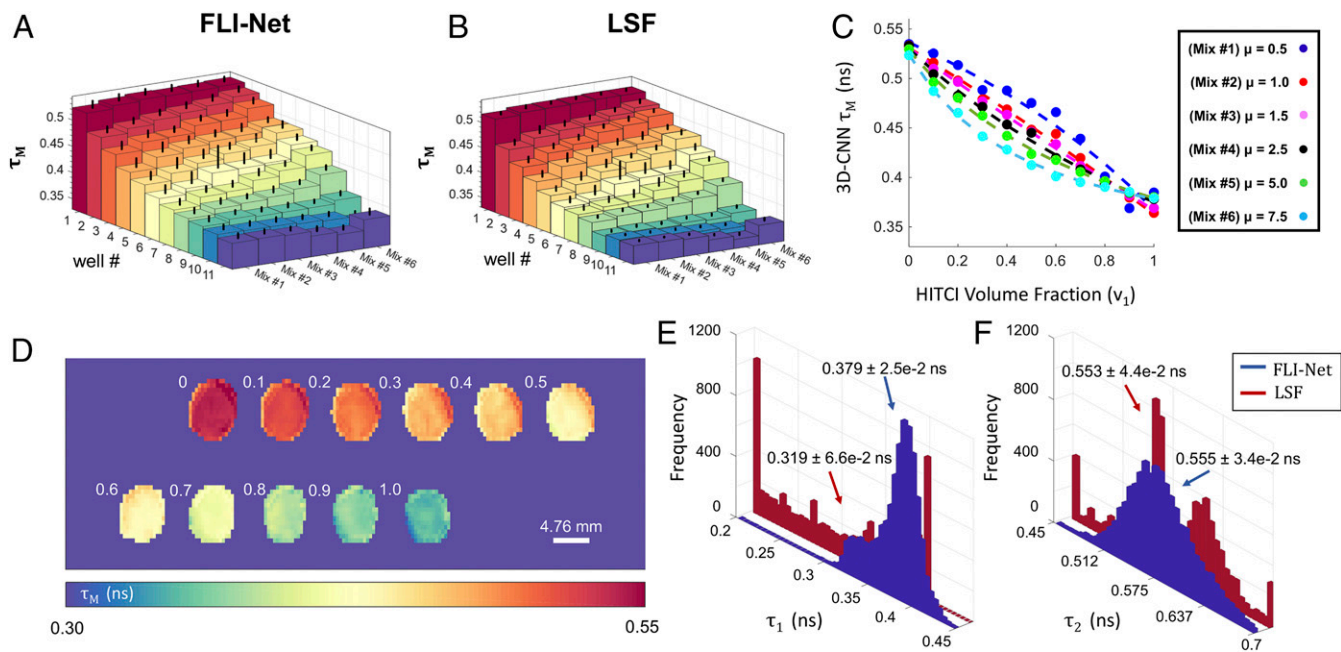 A
FLI-Net
τM
0.5
0.45
0.4
0.35
1
2
3
4
5
6
7
8
9
10
11
well #
Mix #1
Mix #2
Mix #3
Mix #4
Mix #5
Mix #6
B
LSF
τM
0.5
0.45
0.4
0.35
1
2
3
4
5
6
7
8
9
10
11
well #
Mix #1
Mix #2
Mix #3
Mix #4
Mix #5
Mix #6
C
3D-CNN τM (ns)
0.55
0.5
0.45
0.4
0.35
0
0.2
0.4
0.6
0.8
1
HITCI Volume Fraction (v1)
(Mix #1) μ = 0.5
(Mix #2) μ = 1.0
(Mix #3) μ = 1.5
(Mix #4) μ = 2.5
(Mix #5) μ = 5.0
(Mix #6) μ = 7.5
D
0
0.1
0.2
0.3
0.4
0.5
0.6
0.7
0.8
0.9
1.0
4.76 mm
τM (ns)
0.30
0.55
E
Frequency
1200
800
400
0
0.379 ± 2.5e-2 ns
0.319 ± 6.6e-2 ns
0.2
0.25
0.3
0.35
0.4
0.45
τ1 (ns)
F
Frequency
1200
800
400
0
0.553 ± 4.4e-2 ns
0.555 ± 3.4e-2 ns
0.45
0.512
0.575
0.637
0.7
τ2 (ns)
FLI-Net
LSF